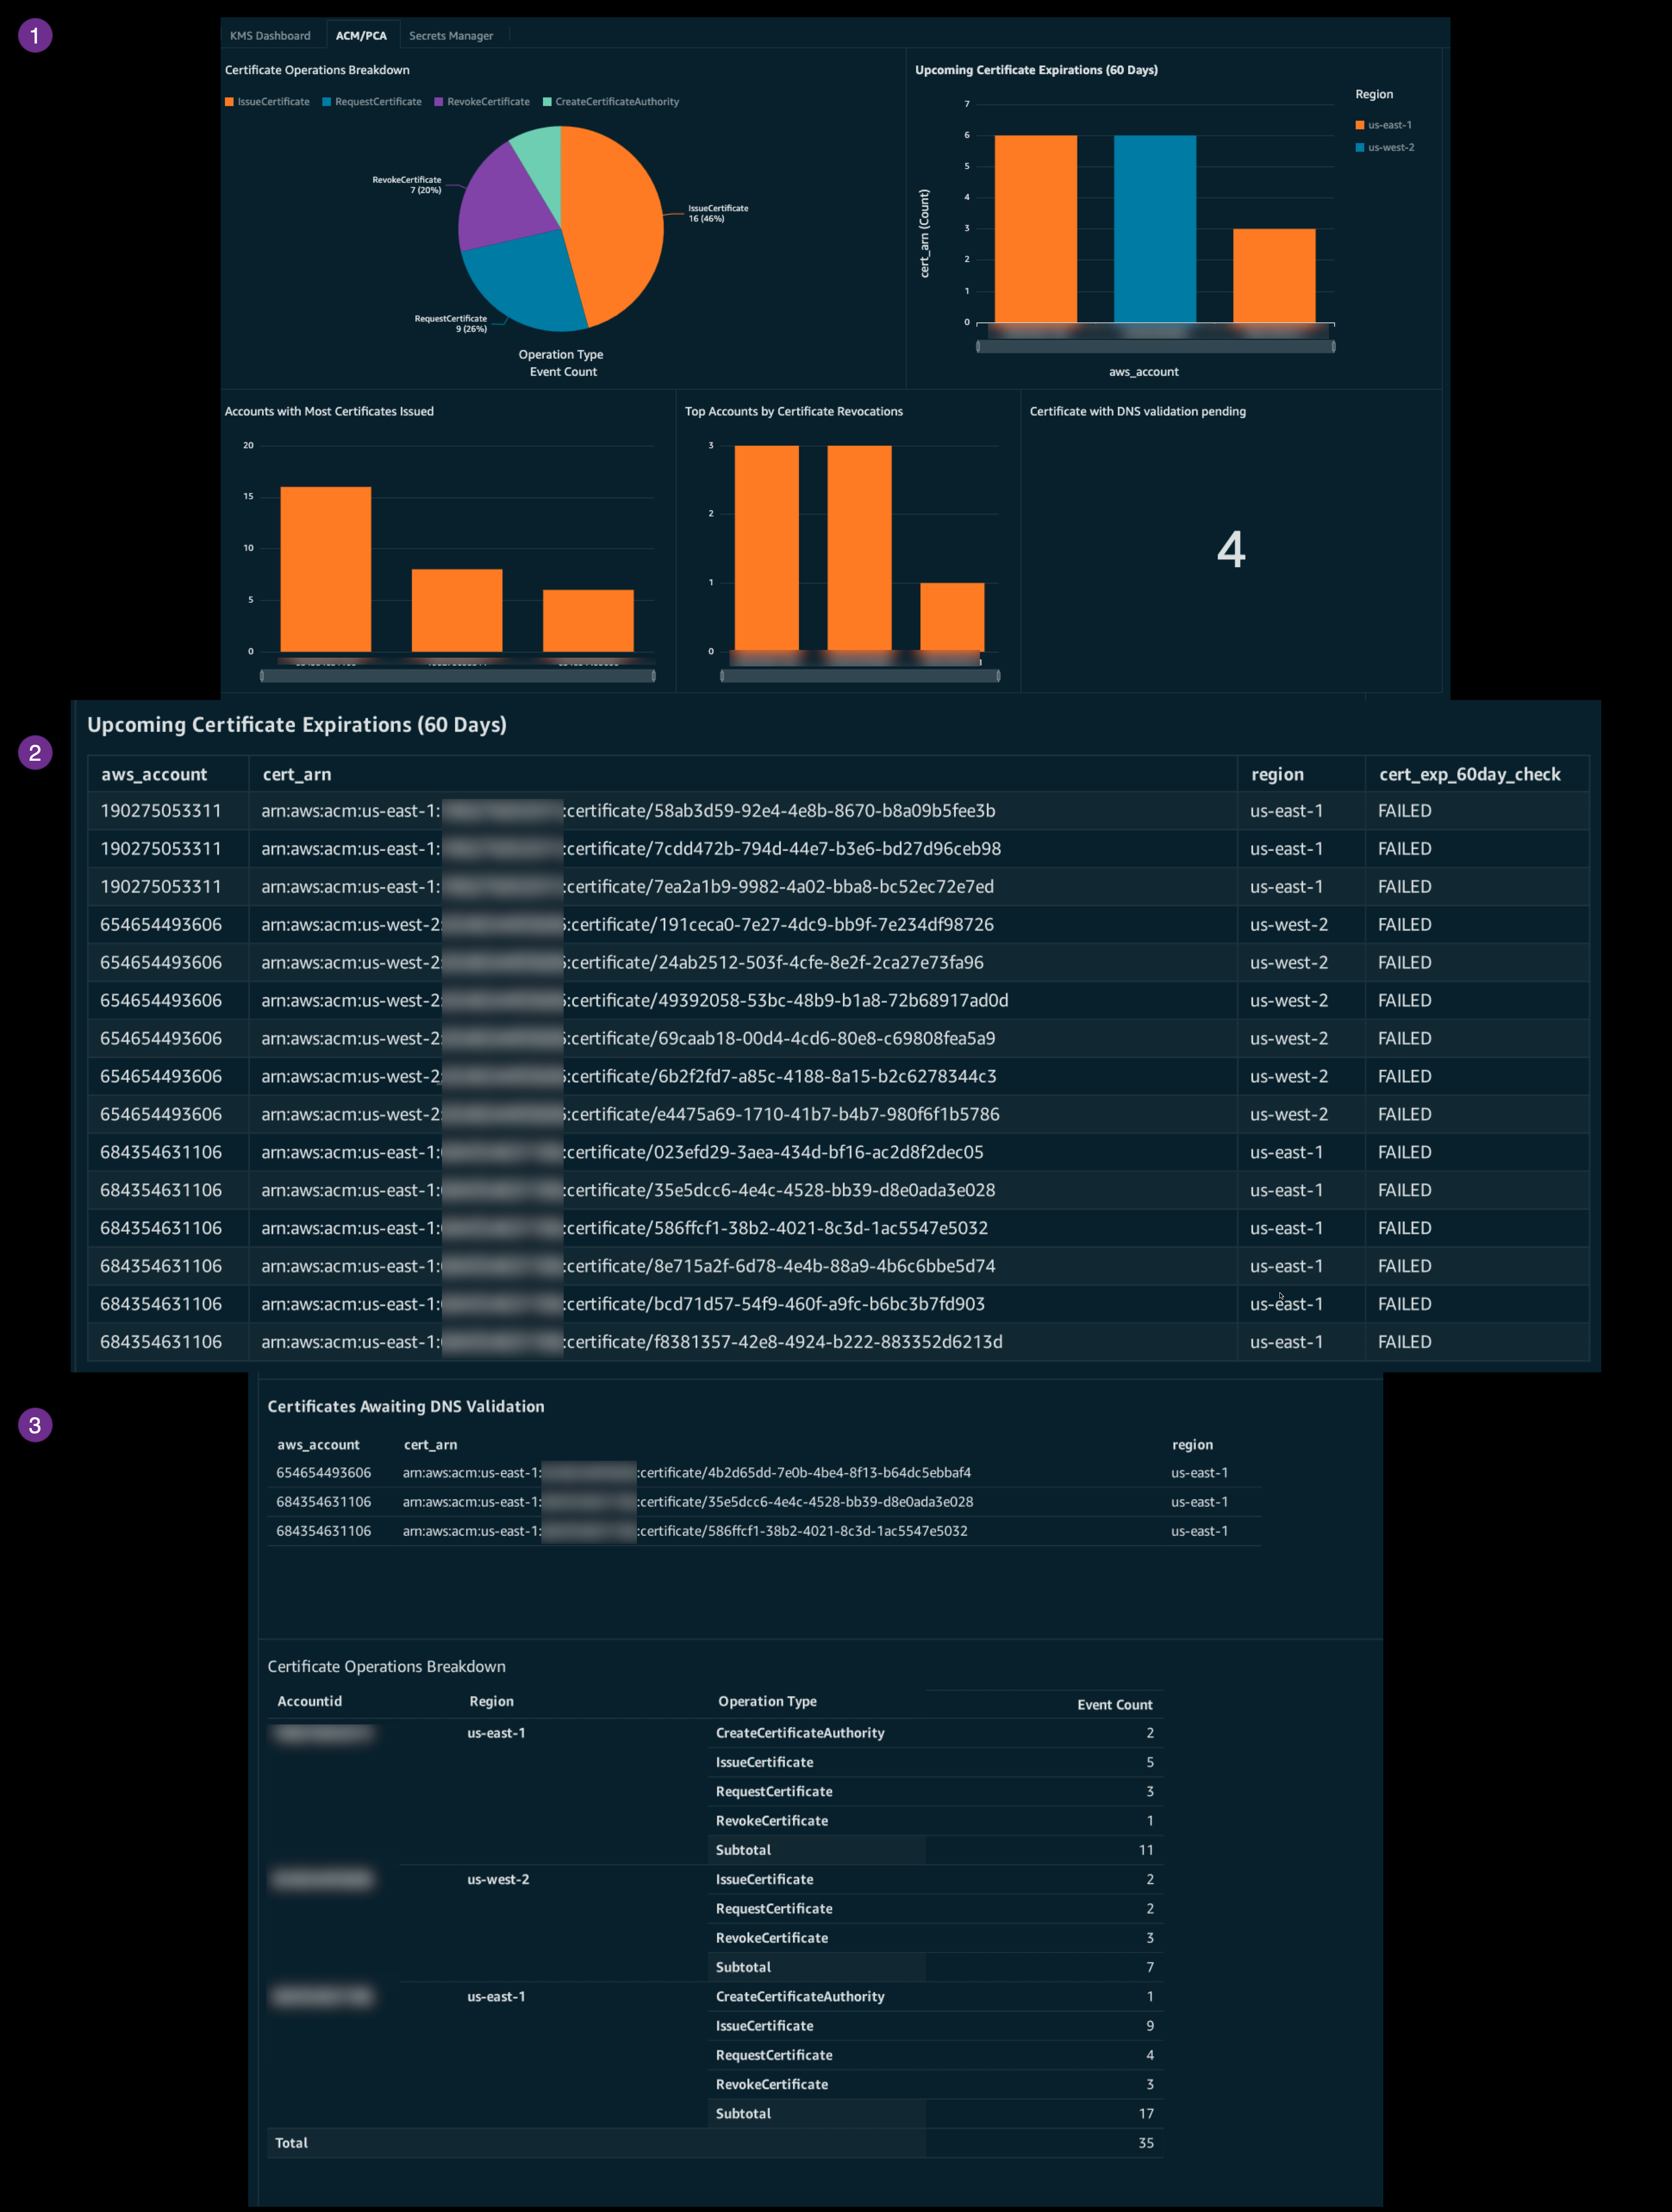 1
KMS Dashboard ACM/PCA Secrets Manager
Certificate Operations Breakdown
IssueCertificate RequestCertificate RevokeCertificate CreateCertificateAuthority
RevokeCertificate
7 (20%)
IssueCertificate
16 (46%)
RequestCertificate
9 (26%)
Operation Type
Event Count
Upcoming Certificate Expirations (60 Days)
Region
us-east-1
us-west-2
7
6
5
4
3
2
1
0
cert_arn (Count)
aws_account
Accounts with Most Certificates Issued
20
15
10
5
0
Top Accounts by Certificate Revocations
3
2
1
0
Certificate with DNS validation pending
4
2
Upcoming Certificate Expirations (60 Days)
aws_account cert_arn region cert_exp_60day_check
190275053311 arn:aws:acm:us-east-1: :certificate/58ab3d59-92e4-4e8b-8670-b8a09b5fee3b us-east-1 FAILED
190275053311 arn:aws:acm:us-east-1: :certificate/7cdd472b-794d-44e7-b3e6-bd27d96ceb98 us-east-1 FAILED
190275053311 arn:aws:acm:us-east-1: :certificate/7ea2a1b9-9982-4a02-bba8-bc52ec72e7ed us-east-1 FAILED
654654493606 arn:aws:acm:us-west-2: :certificate/191ceca0-7e27-4dc9-bb9f-7e234df98726 us-west-2 FAILED
654654493606 arn:aws:acm:us-west-2: :certificate/24ab2512-503f-4cfe-8e2f-2ca27e73fa96 us-west-2 FAILED
654654493606 arn:aws:acm:us-west-2: :certificate/49392058-53bc-48b9-b1a8-72b68917ad0d us-west-2 FAILED
654654493606 arn:aws:acm:us-west-2: :certificate/69caab18-00d4-4cd6-80e8-c69808fea5a9 us-west-2 FAILED
654654493606 arn:aws:acm:us-west-2: :certificate/6b2f2fd7-a85c-4188-8a15-b2c6278344c3 us-west-2 FAILED
654654493606 arn:aws:acm:us-west-2: :certificate/e4475a69-1710-41b7-b4b7-980f6f1b5786 us-west-2 FAILED
684354631106 arn:aws:acm:us-east-1: :certificate/023efd29-3aea-434d-bf16-ac2d8f2dec05 us-east-1 FAILED
684354631106 arn:aws:acm:us-east-1: :certificate/35e5dcc6-4e4c-4528-bb39-d8e0ada3e028 us-east-1 FAILED
684354631106 arn:aws:acm:us-east-1: :certificate/586ffcf1-38b2-4021-8c3d-1ac5547e5032 us-east-1 FAILED
684354631106 arn:aws:acm:us-east-1: :certificate/8e715a2f-6d78-4e4b-88a9-4b6c6bbe5d74 us-east-1 FAILED
684354631106 arn:aws:acm:us-east-1: :certificate/bcd71d57-54f9-460f-a9fc-b6bc3b7fd903 us-east-1 FAILED
684354631106 arn:aws:acm:us-east-1: :certificate/f8381357-42e8-4924-b222-883352d6213d us-east-1 FAILED
3
Certificates Awaiting DNS Validation
aws_account cert_arn region
654654493606 arn:aws:acm:us-east-1: :certificate/4b2d65dd-7e0b-4be4-8f13-b64dc5ebbaf4 us-east-1
684354631106 arn:aws:acm:us-east-1: :certificate/35e5dcc6-4e4c-4528-bb39-d8e0ada3e028 us-east-1
684354631106 arn:aws:acm:us-east-1: :certificate/586ffcf1-38b2-4021-8c3d-1ac5547e5032 us-east-1
Certificate Operations Breakdown
Accountid Region Operation Type Event Count
us-east-1 CreateCertificateAuthority 2
IssueCertificate 5
RequestCertificate 3
RevokeCertificate 1
Subtotal 11
us-west-2 IssueCertificate 2
RequestCertificate 2
RevokeCertificate 3
Subtotal 7
us-east-1 CreateCertificateAuthority 1
IssueCertificate 9
RequestCertificate 4
RevokeCertificate 3
Subtotal 17
Total 35